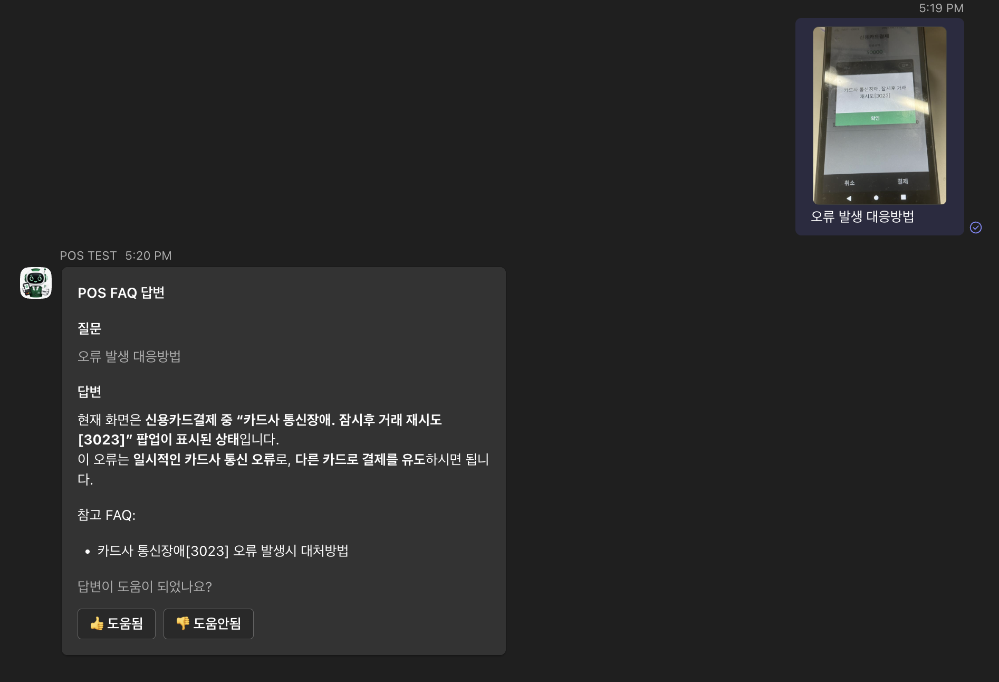 5:19 PM
신용카드결제
50000
카드사 통신장애. 잠시후 거래
재시도[3023]
확인
취소 결제
오류 발생 대응방법
POS TEST 5:20 PM
POS FAQ 답변
질문
오류 발생 대응방법
답변
현재 화면은 신용카드결제 중 “카드사 통신장애. 잠시후 거래 재시도
[3023]” 팝업이 표시된 상태입니다.
이 오류는 일시적인 카드사 통신 오류로, 다른 카드로 결제를 유도하시면 됩니
다.
참고 FAQ:
• 카드사 통신장애[3023] 오류 발생시 대처방법
답변이 도움이 되었나요?
👍 도움됨 👎 도움안됨